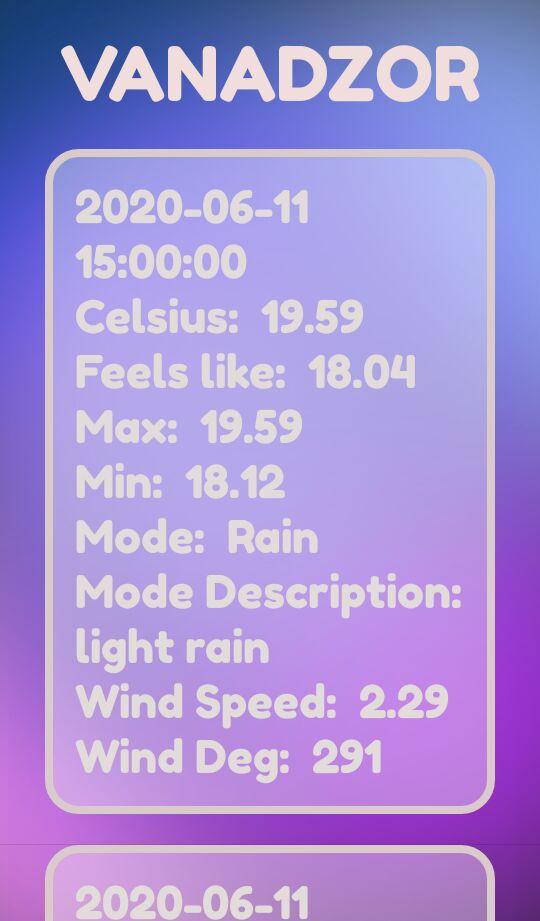 VANADZOR
2020-06-11
15:00:00
Celsius: 19.59
Feels like: 18.04
Max: 19.59
Min: 18.12
Mode: Rain
Mode Description:
light rain
Wind Speed: 2.29
Wind Deg: 291
2020-06-11